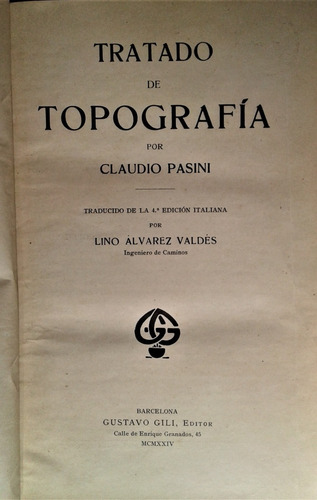 TRATADO
DE
TOPOGRAFÍA
POR
CLAUDIO PASINI
TRADUCIDO DE LA 4.ª EDICIÓN ITALIANA
POR
LINO ÁLVAREZ VALDÉS
Ingeniero de Caminos
GG
BARCELONA
GUSTAVO GILI, EDITOR
Calle de Enrique Granados, 45
MCMXXIV